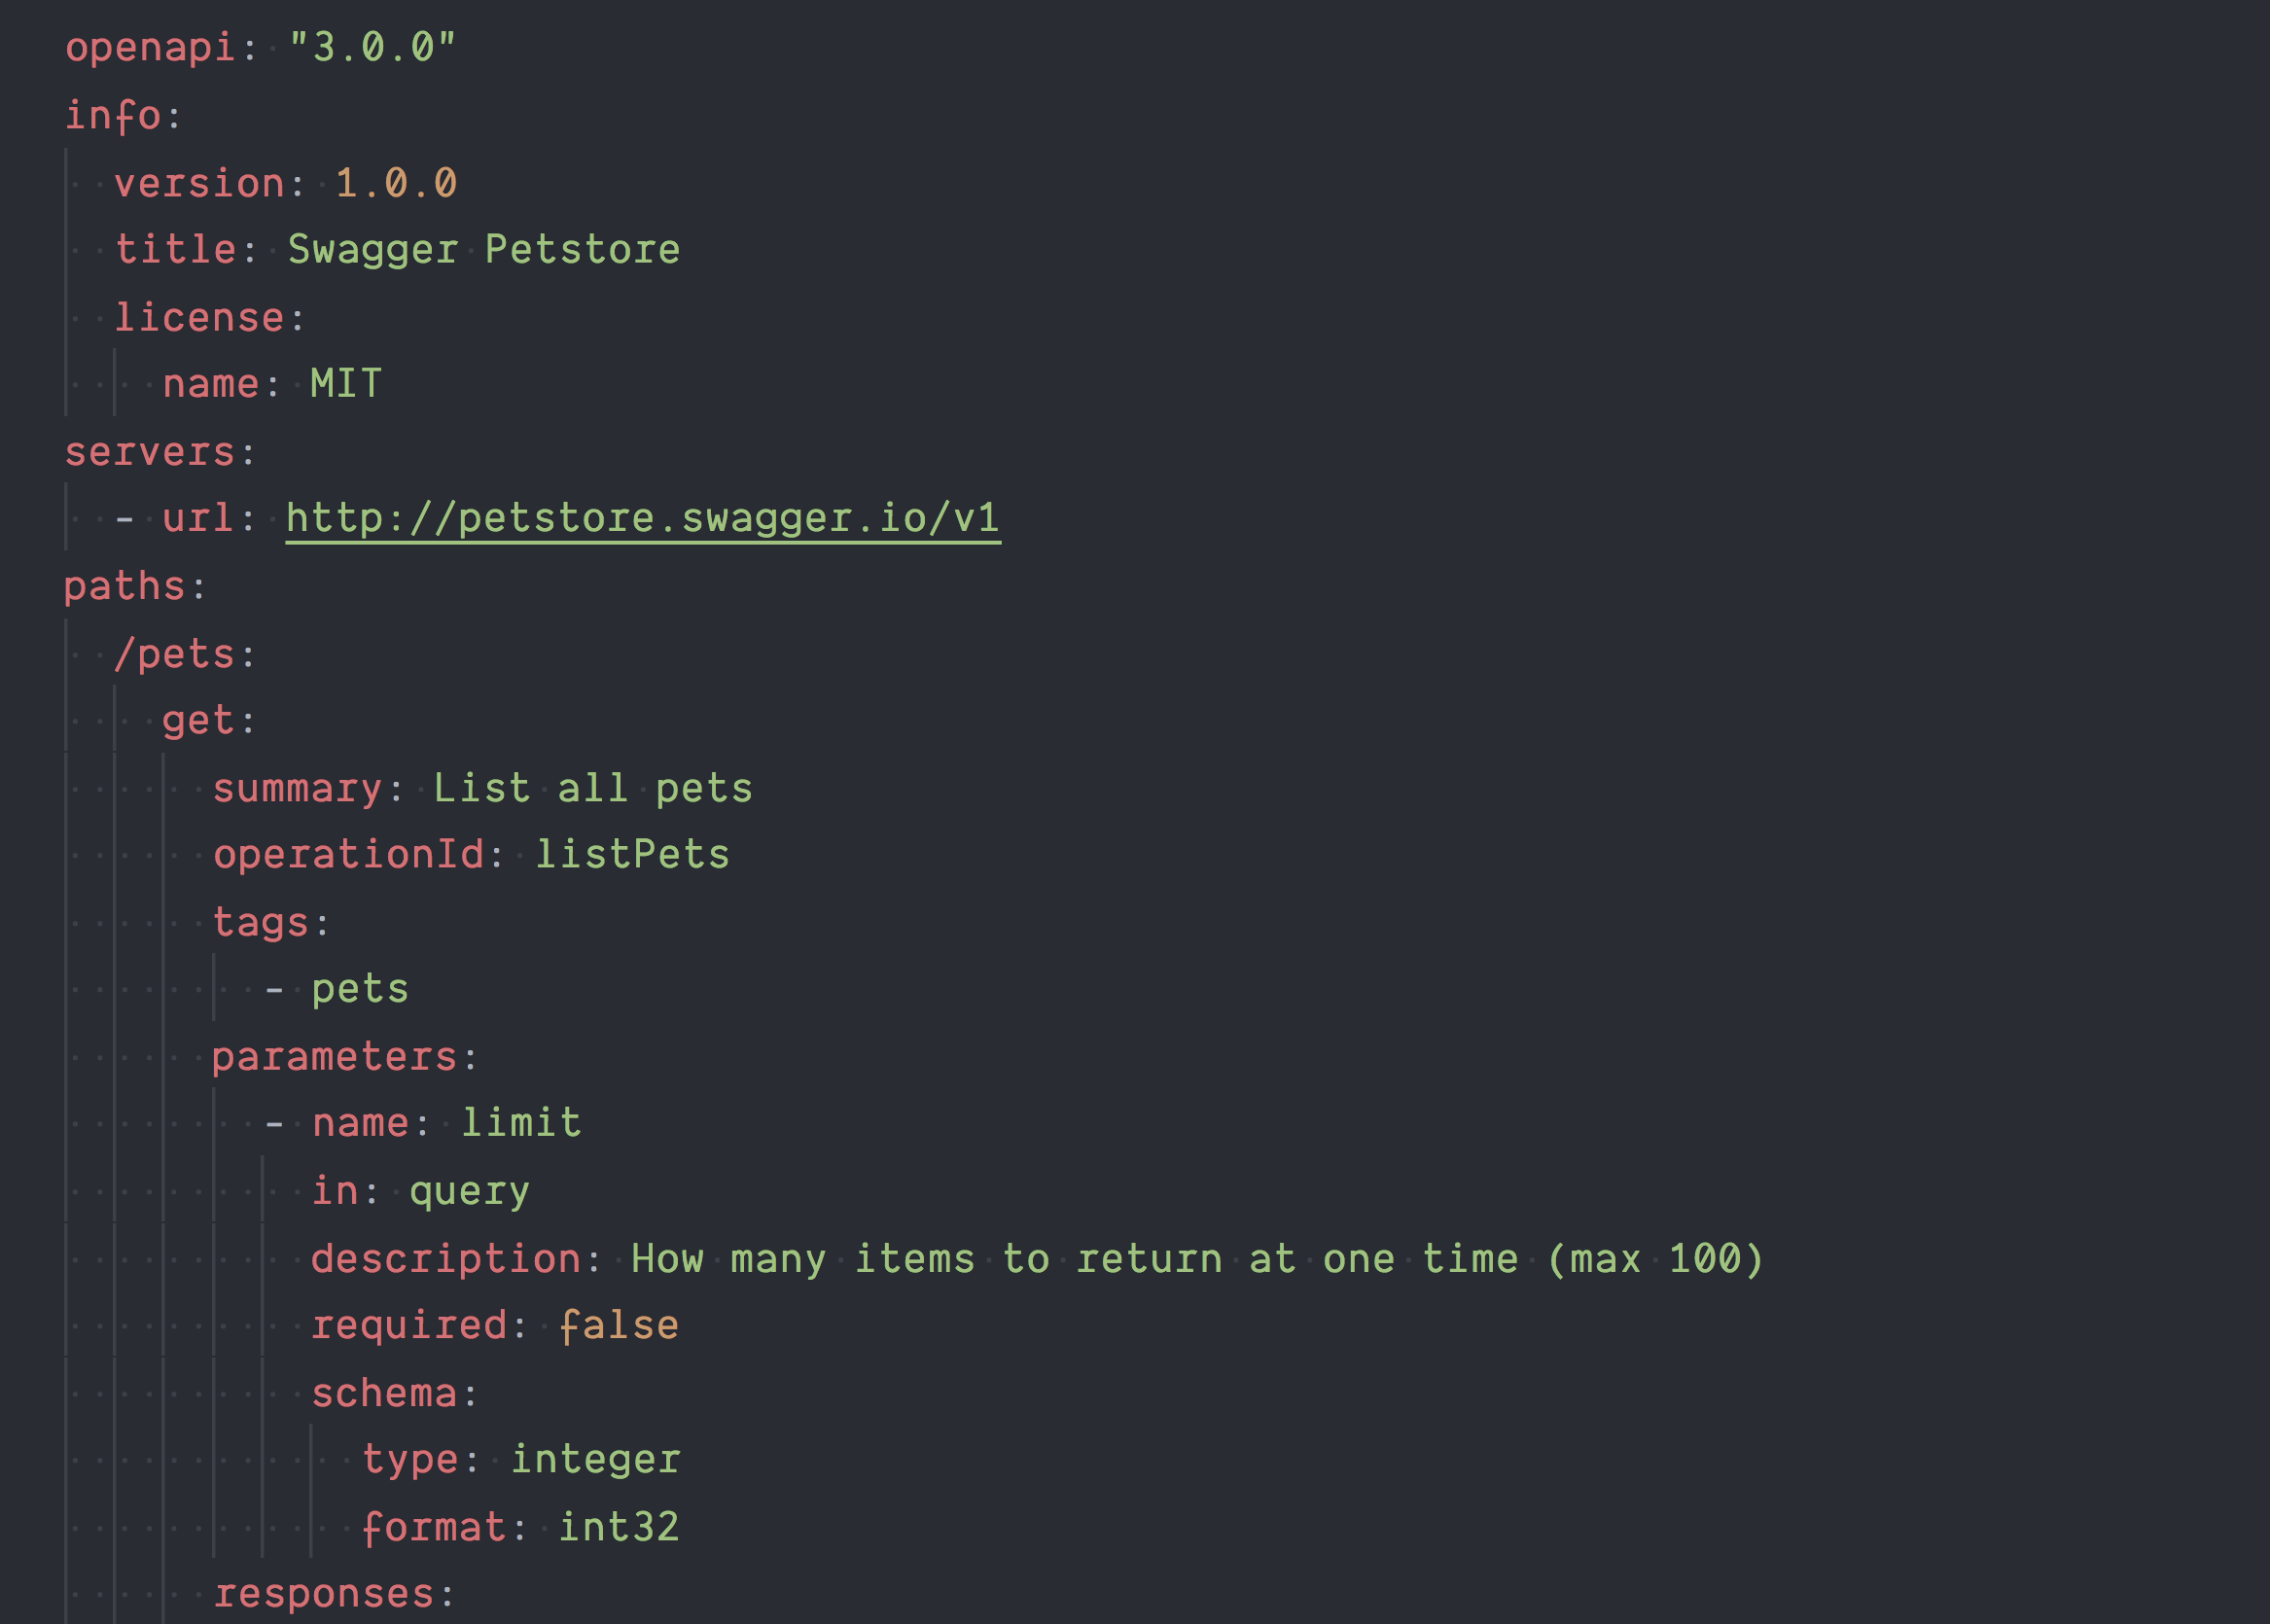 openapi: "3.0.0"
info:
  version: 1.0.0
  title: Swagger Petstore
  license:
    name: MIT
servers:
  - url: http://petstore.swagger.io/v1
paths:
  /pets:
    get:
      summary: List all pets
      operationId: listPets
      tags:
        - pets
      parameters:
        - name: limit
          in: query
          description: How many items to return at one time (max 100)
          required: false
          schema:
            type: integer
            format: int32
      responses: